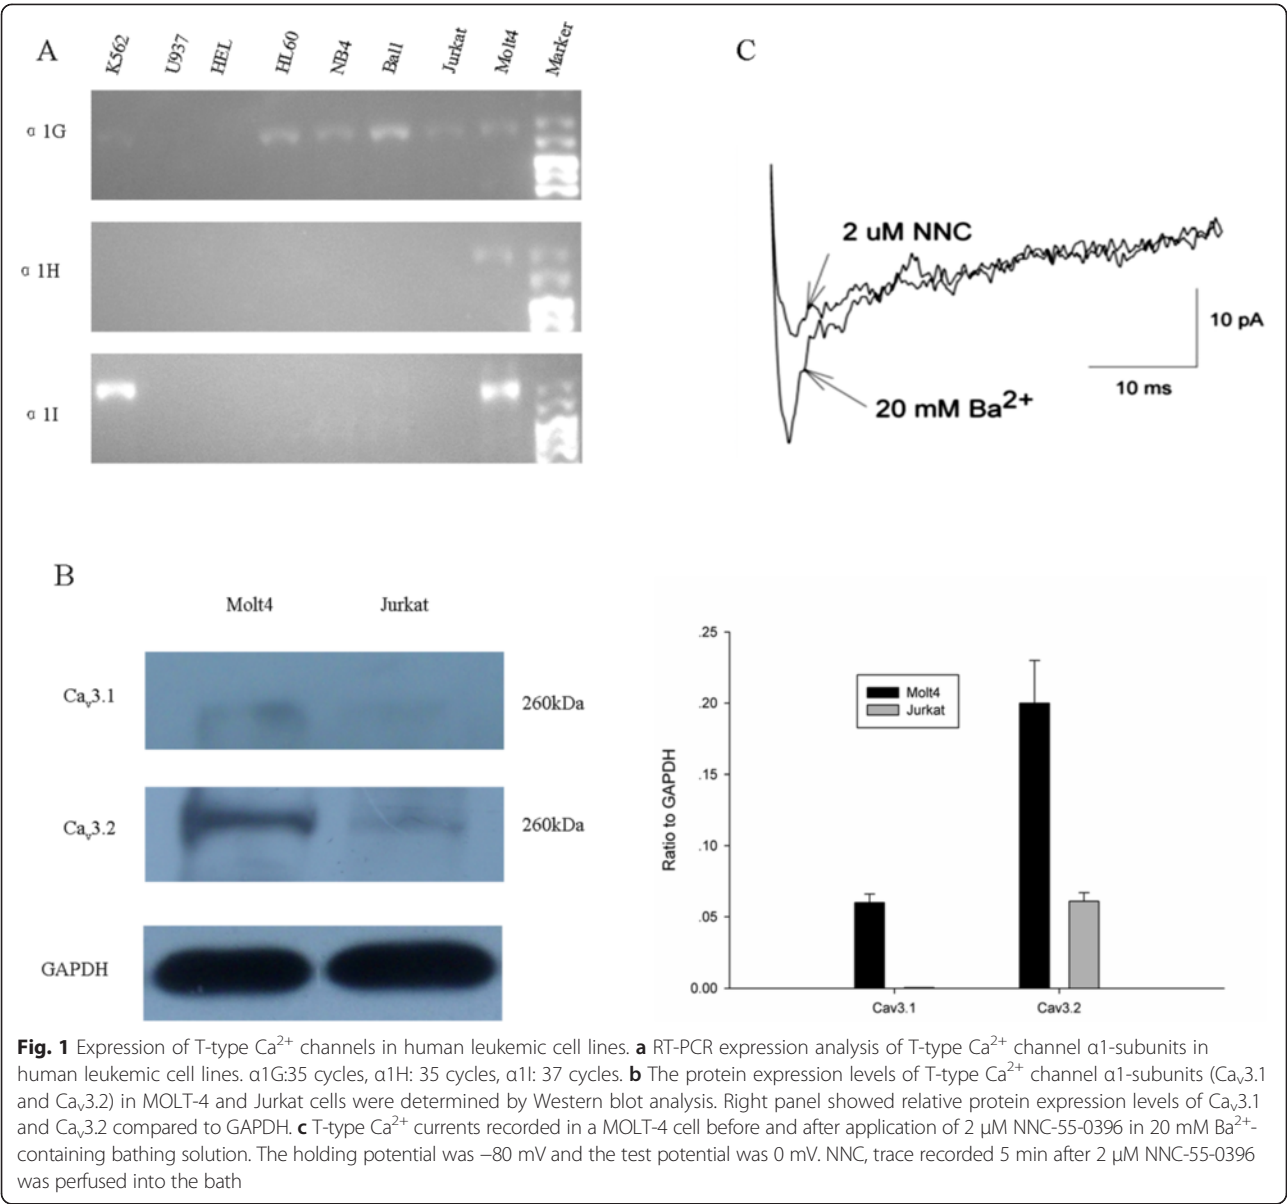 A
K562 U937 HEL HL60 NB4 Ball Jurkat Molt4 Marker
α 1G
α 1H
α 1I
C
2 uM NNC
10 pA
10 ms
20 mM Ba²⁺
B
Molt4 Jurkat
Caᵥ3.1 260kDa
Caᵥ3.2 260kDa
GAPDH
.25
.20
.15
.10
.05
0.00
Ratio to GAPDH
Molt4
Jurkat
Cav3.1 Cav3.2
Fig. 1 Expression of T-type Ca²⁺ channels in human leukemic cell lines. a RT-PCR expression analysis of T-type Ca²⁺ channel α1-subunits in
human leukemic cell lines. α1G:35 cycles, α1H: 35 cycles, α1I: 37 cycles. b The protein expression levels of T-type Ca²⁺ channel α1-subunits (Caᵥ3.1
and Caᵥ3.2) in MOLT-4 and Jurkat cells were determined by Western blot analysis. Right panel showed relative protein expression levels of Caᵥ3.1
and Caᵥ3.2 compared to GAPDH. c T-type Ca²⁺ currents recorded in a MOLT-4 cell before and after application of 2 μM NNC-55-0396 in 20 mM Ba²⁺-
containing bathing solution. The holding potential was −80 mV and the test potential was 0 mV. NNC, trace recorded 5 min after 2 μM NNC-55-0396
was perfused into the bath